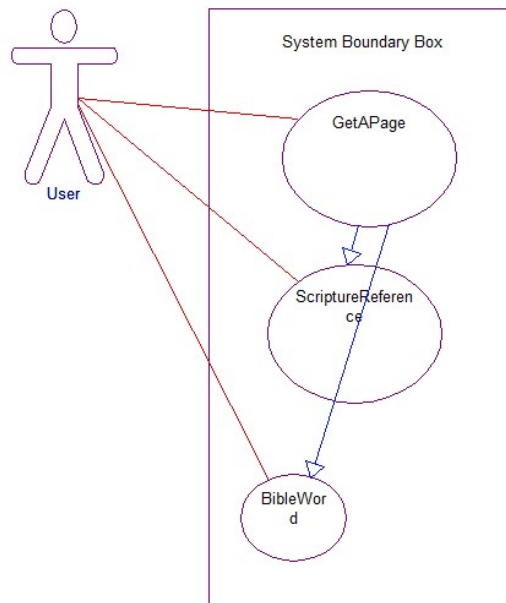 System Boundary Box
GetAPage
User
ScriptureReferen
ce
BibleWor
d